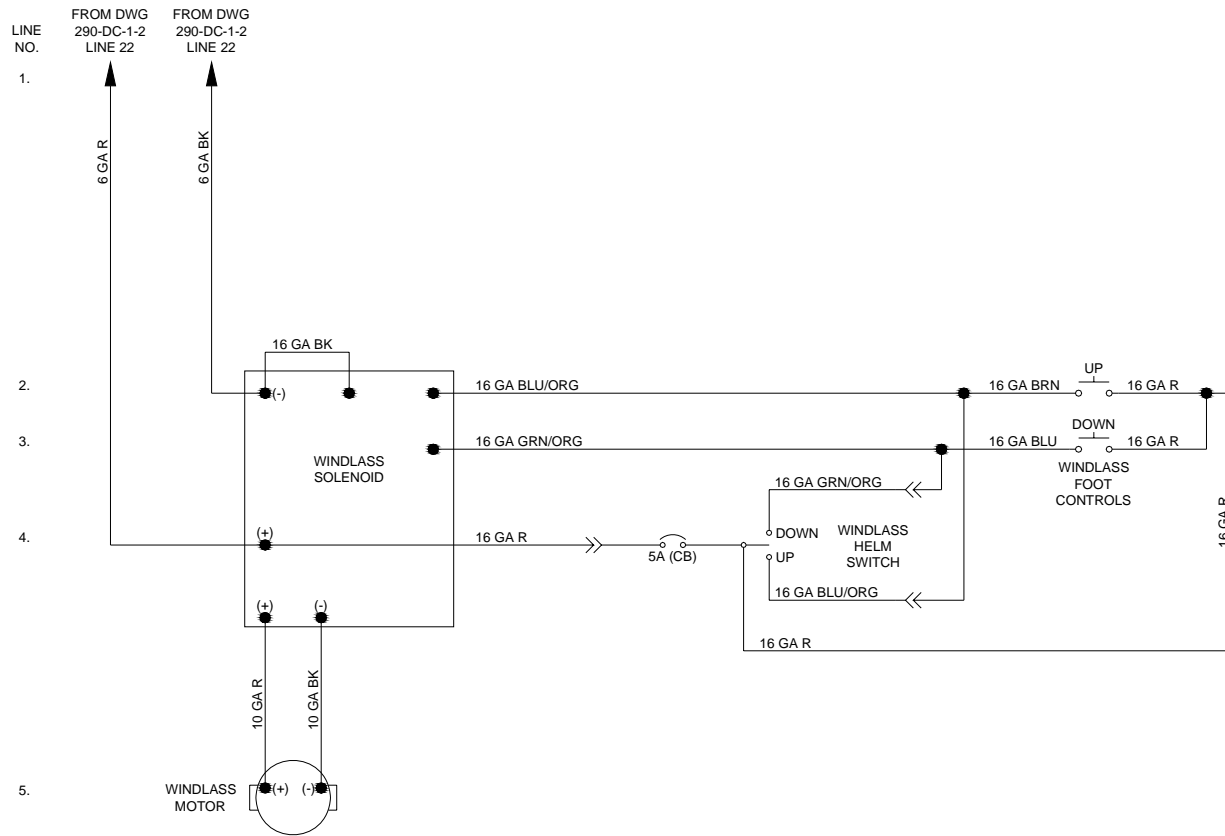 LINE
NO.
FROM DWG
290-DC-1-2
LINE 22
FROM DWG
290-DC-1-2
LINE 22
1.
6 GA R
6 GA BK
16 GA BK
2.
(-)
16 GA BLU/ORG
16 GA BRN
UP
16 GA R
3.
16 GA GRN/ORG
16 GA BLU
DOWN
16 GA R
WINDLASS
SOLENOID
WINDLASS
FOOT
CONTROLS
16 GA GRN/ORG
4.
(+)
16 GA R
5A (CB)
DOWN
UP
WINDLASS
HELM
SWITCH
16 GA R
16 GA BLU/ORG
(+)
(-)
16 GA R
10 GA R
10 GA BK
5.
WINDLASS
MOTOR
(+)
(-)